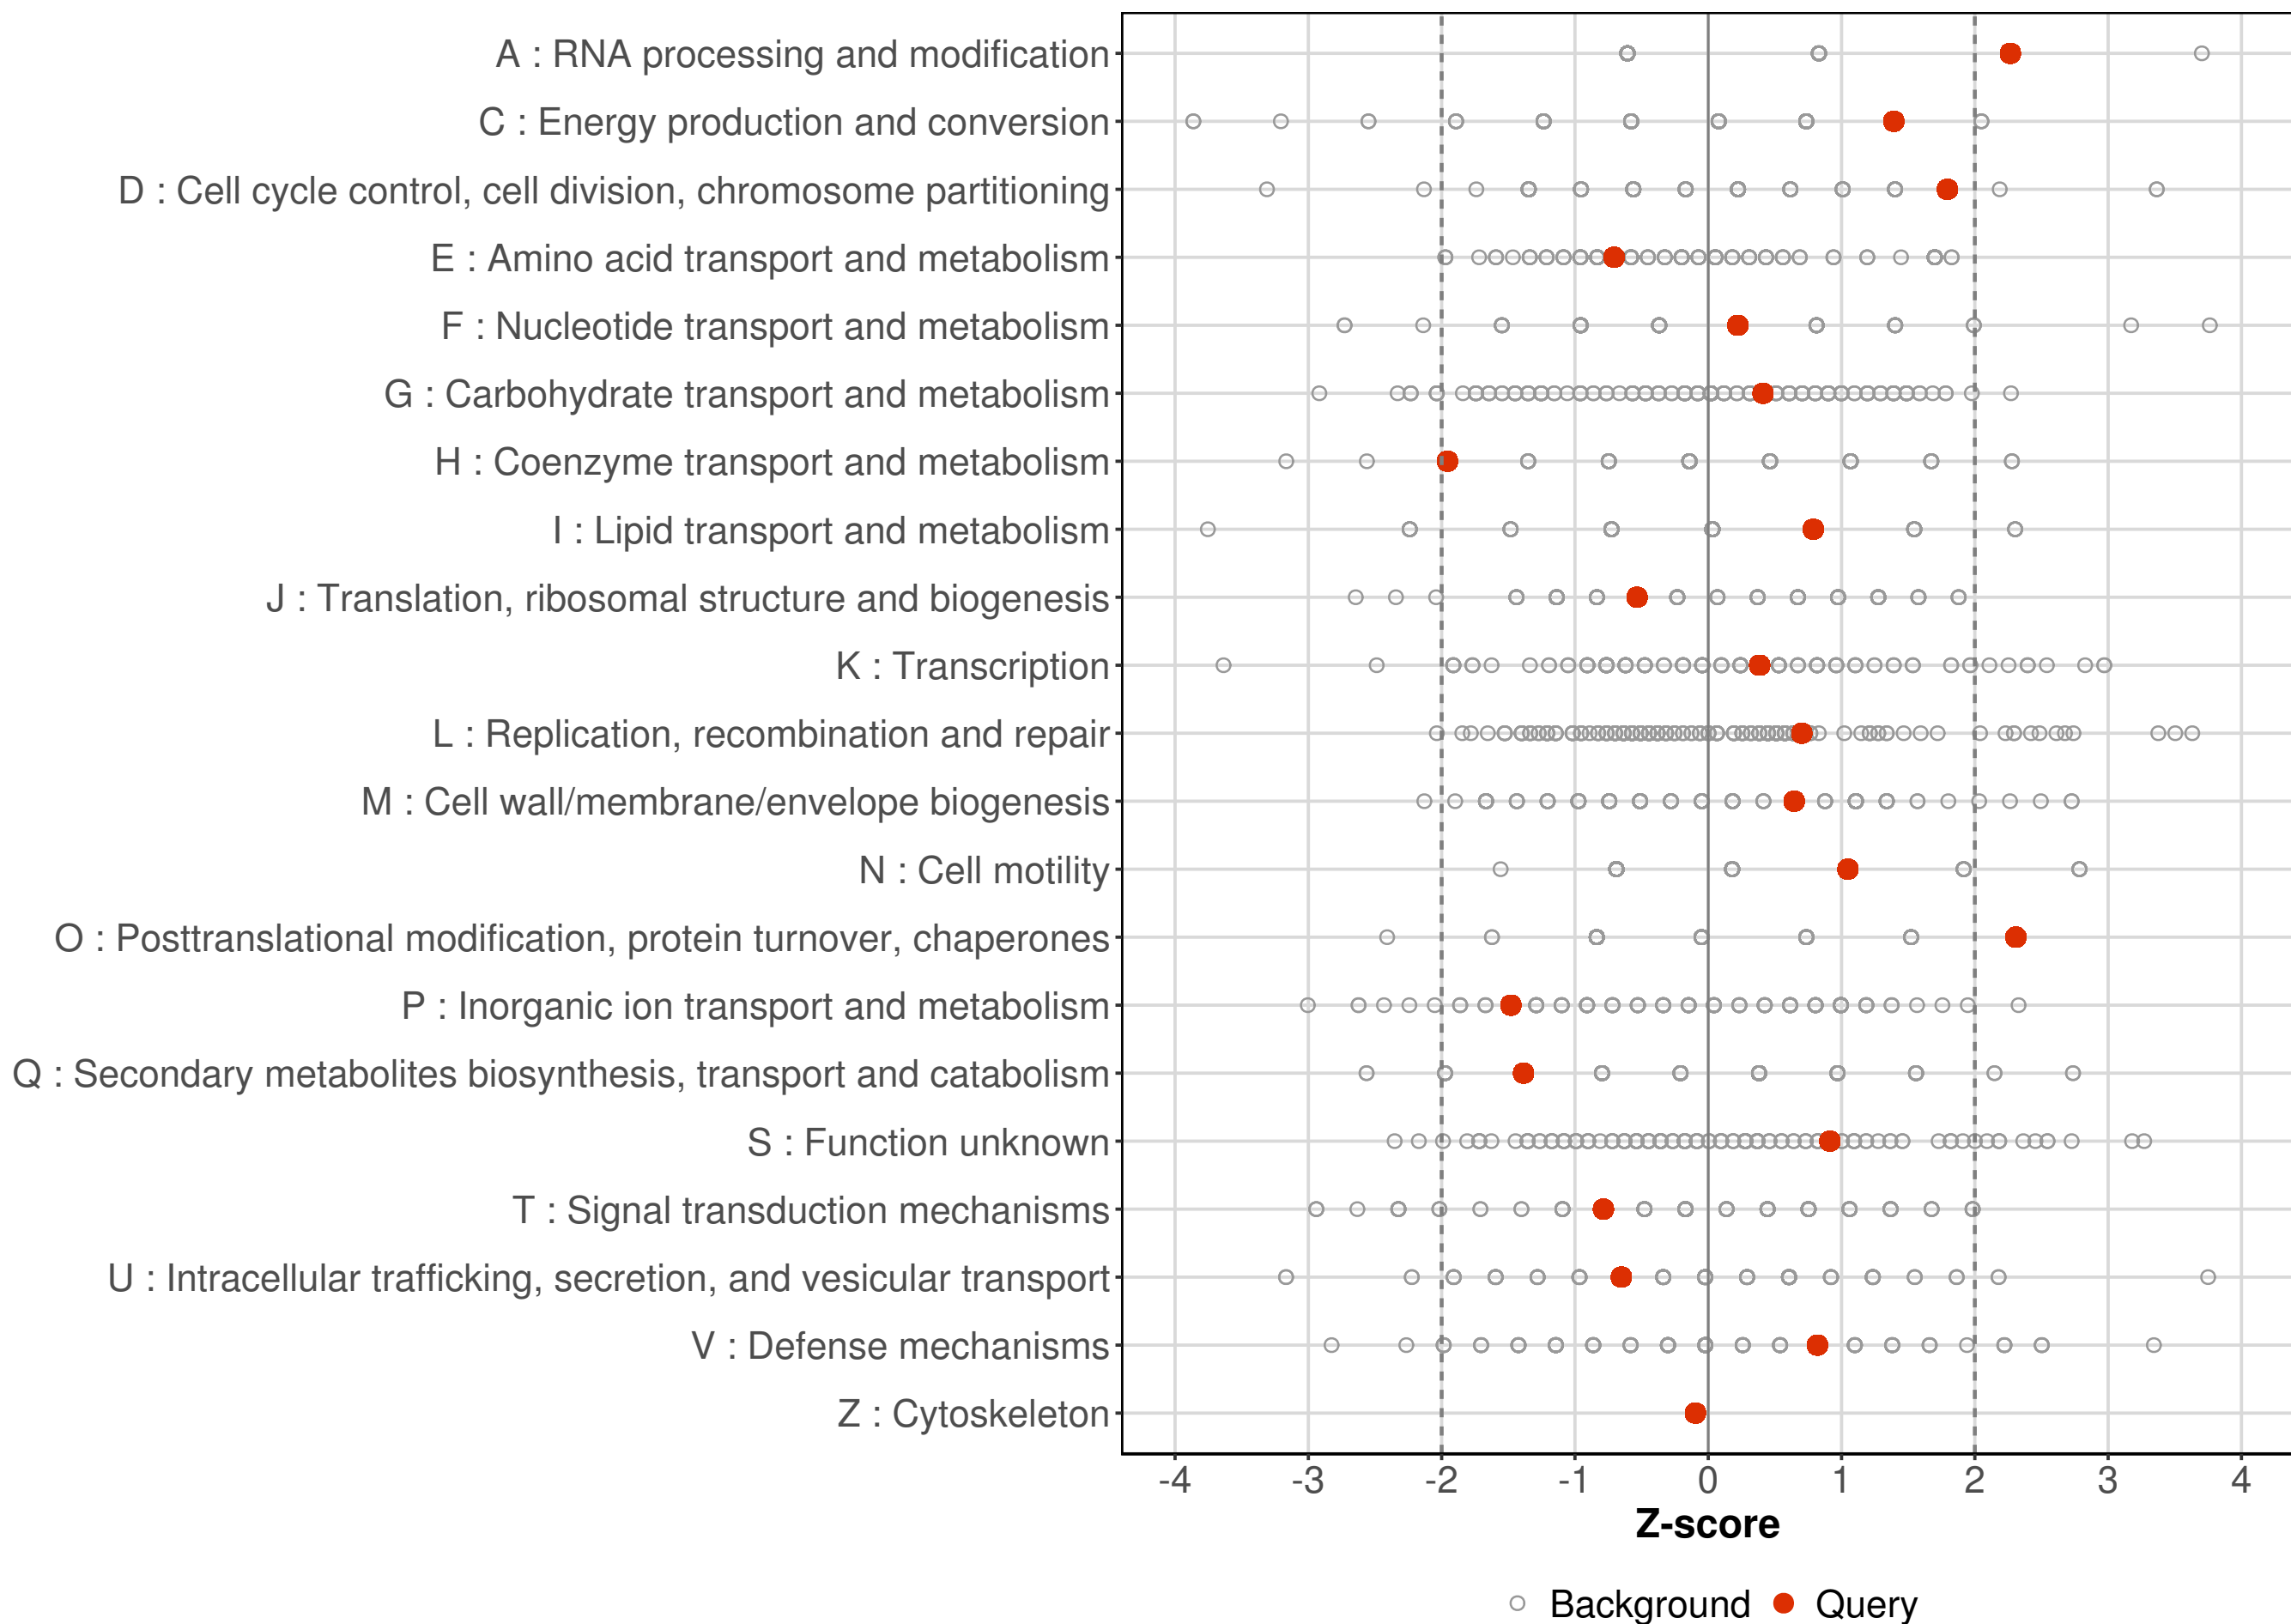 A : RNA processing and modification
C : Energy production and conversion
D : Cell cycle control, cell division, chromosome partitioning
E : Amino acid transport and metabolism
F : Nucleotide transport and metabolism
G : Carbohydrate transport and metabolism
H : Coenzyme transport and metabolism
I : Lipid transport and metabolism
J : Translation, ribosomal structure and biogenesis
K : Transcription
L : Replication, recombination and repair
M : Cell wall/membrane/envelope biogenesis
N : Cell motility
O : Posttranslational modification, protein turnover, chaperones
P : Inorganic ion transport and metabolism
Q : Secondary metabolites biosynthesis, transport and catabolism
S : Function unknown
T : Signal transduction mechanisms
U : Intracellular trafficking, secretion, and vesicular transport
V : Defense mechanisms
Z : Cytoskeleton
-4 -3 -2 -1 0 1 2 3 4
Z-score
Background Query